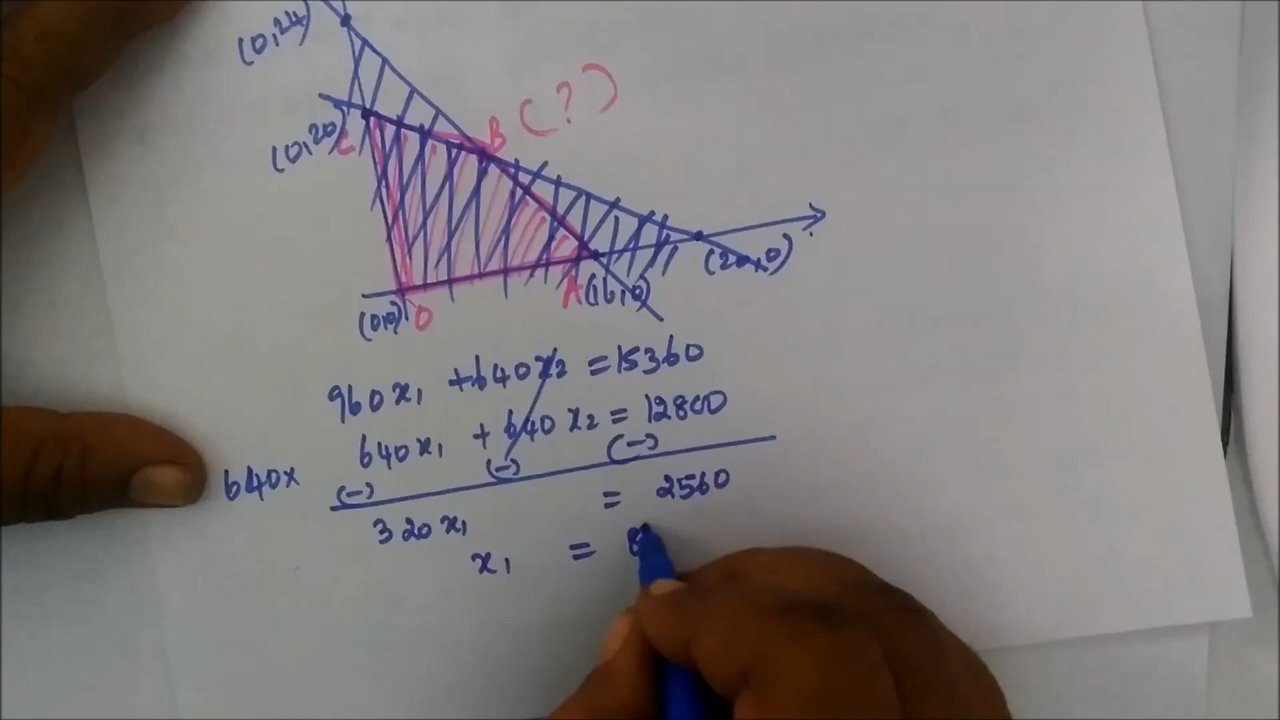 (0,24)
B (?)
(0,20) C
(20,0)
A (16,0)
(0,0) O
960x₁ + 640x₂ = 15360
640x 640x₁ + 640x₂ = 12800
(-) (-) (-)
320x₁ = 2560
x₁ = 8